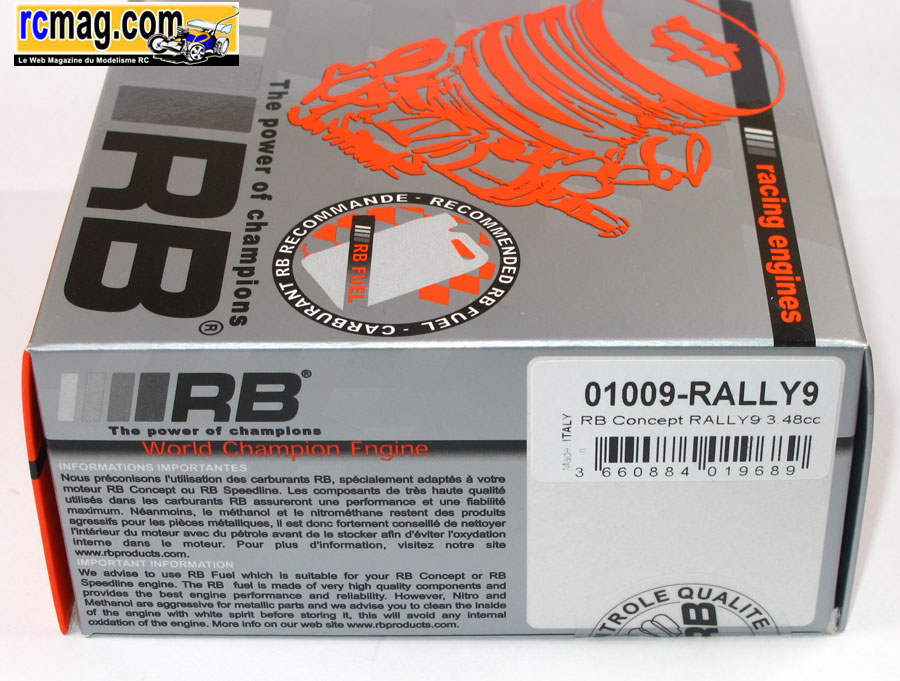 rcmag.com
Le Web Magazine du Modelisme RC
RB®
The power of champions
racing engines
CARBURANT RB RECOMMANDE - RECOMMENDED RB FUEL -
RB FUEL
RB®
The power of champions
World Champion Engine
INFORMATIONS IMPORTANTES
Nous préconisons l'utilisation des carburants RB, spécialement adaptés à votre
moteur RB Concept ou RB Speedline. Les composants de très haute qualité
utilisés dans les carburants RB assureront une performance et une fiabilité
maximum. Néanmoins, le méthanol et le nitrométhane restent des produits
agressifs pour les pièces métalliques, il est donc fortement conseillé de nettoyer
l'intérieur du moteur avec du pétrole avant de le stocker afin d'éviter l'oxydation
interne dans le moteur. Pour plus d'information, visitez notre site
www.rbproducts.com.
IMPORTANT INFORMATION
We advise to use RB Fuel which is suitable for your RB Concept or RB
Speedline engine. The RB fuel is made of very high quality components and
provides the best engine performance and reliability. However, Nitro and
Methanol are aggressive for metallic parts and we advise you to clean the inside
of the engine with white spirit before storing it, this will avoid any internal
oxidation of the engine. More info on our web site www.rbproducts.com.
01009-RALLY9
RB Concept RALLY9 3.48cc
Made in ITALY
3 660884 019689
TROLE QUALITE
RB